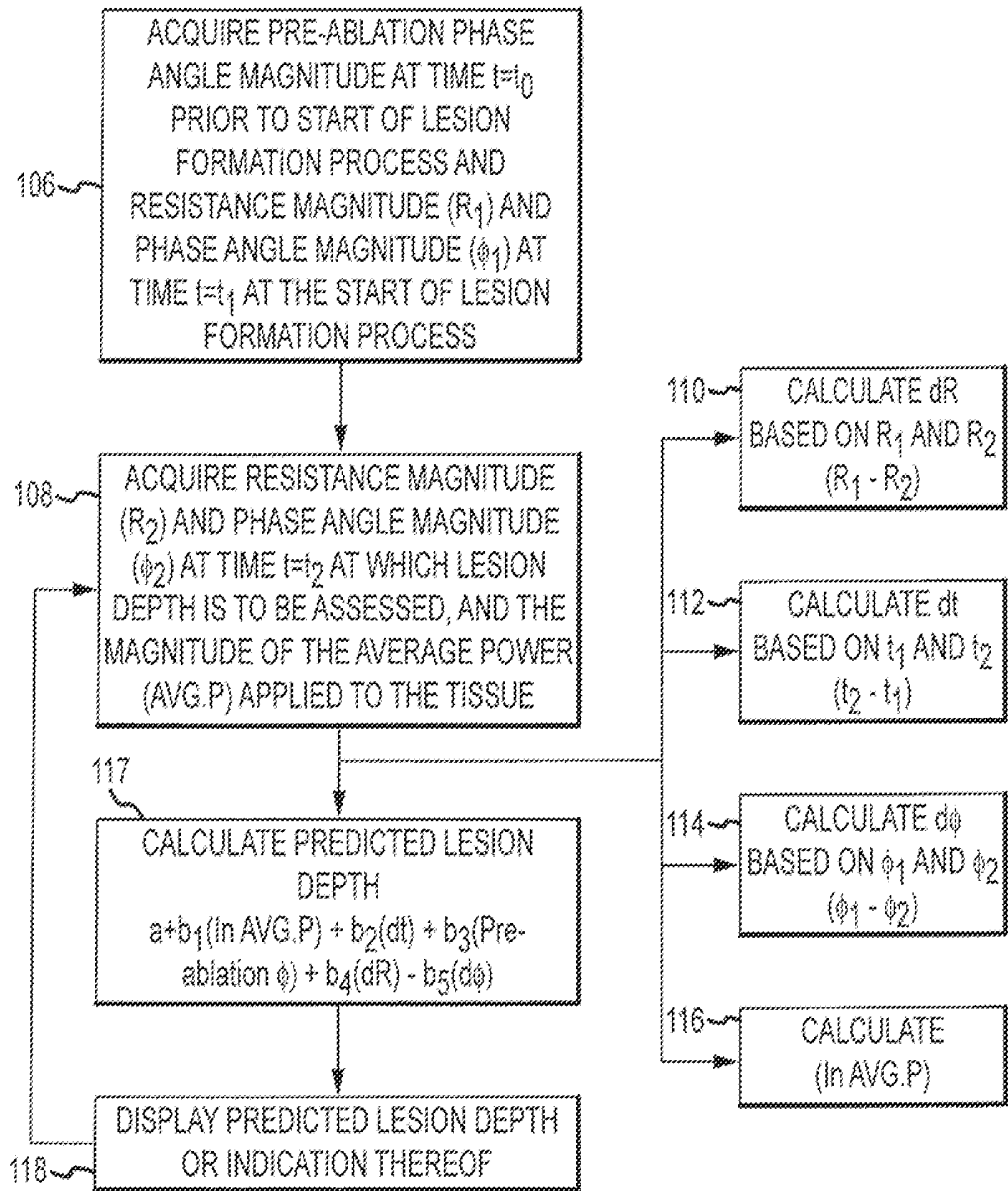 106
ACQUIRE PRE-ABLATION PHASE
ANGLE MAGNITUDE AT TIME t=t0
PRIOR TO START OF LESION
FORMATION PROCESS AND
RESISTANCE MAGNITUDE (R1) AND
PHASE ANGLE MAGNITUDE (ϕ1) AT
TIME t=t1 AT THE START OF LESION
FORMATION PROCESS
108
ACQUIRE RESISTANCE MAGNITUDE
(R2) AND PHASE ANGLE MAGNITUDE
(ϕ2) AT TIME t=t2 AT WHICH LESION
DEPTH IS TO BE ASSESSED, AND THE
MAGNITUDE OF THE AVERAGE POWER
(AVG.P) APPLIED TO THE TISSUE
110
CALCULATE dR
BASED ON R1 AND R2
(R1 - R2)
112
CALCULATE dt
BASED ON t1 AND t2
(t2 - t1)
114
CALCULATE dϕ
BASED ON ϕ1 AND ϕ2
(ϕ1 - ϕ2)
116
CALCULATE
(ln AVG.P)
117
CALCULATE PREDICTED LESION
DEPTH
a+b1(ln AVG.P) + b2(dt) + b3(Pre-
ablation ϕ) + b4(dR) - b5(dϕ)
118
DISPLAY PREDICTED LESION DEPTH
OR INDICATION THEREOF